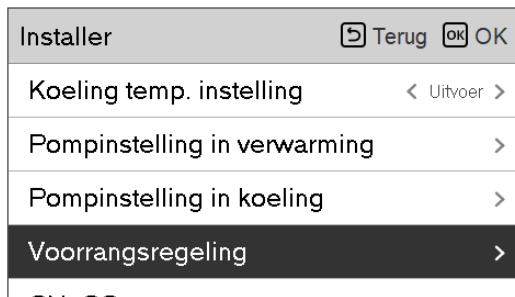 Installer Terug OK OK
Koeling temp. instelling < Uitvoer >
Pompinstelling in verwarming >
Pompinstelling in koeling >
Voorrangsregeling >